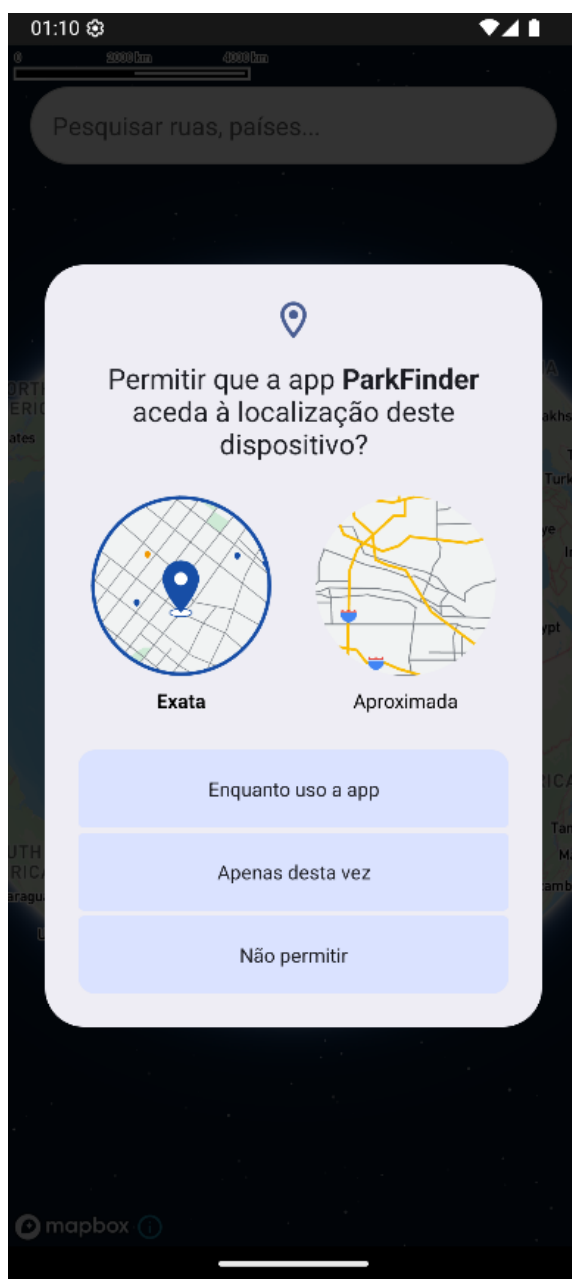 01:10
0 2000 km 4000 km
Pesquisar ruas, países...
Permitir que a app ParkFinder
aceda à localização deste
dispositivo?
Exata
Aproximada
Enquanto uso a app
Apenas desta vez
Não permitir
mapbox